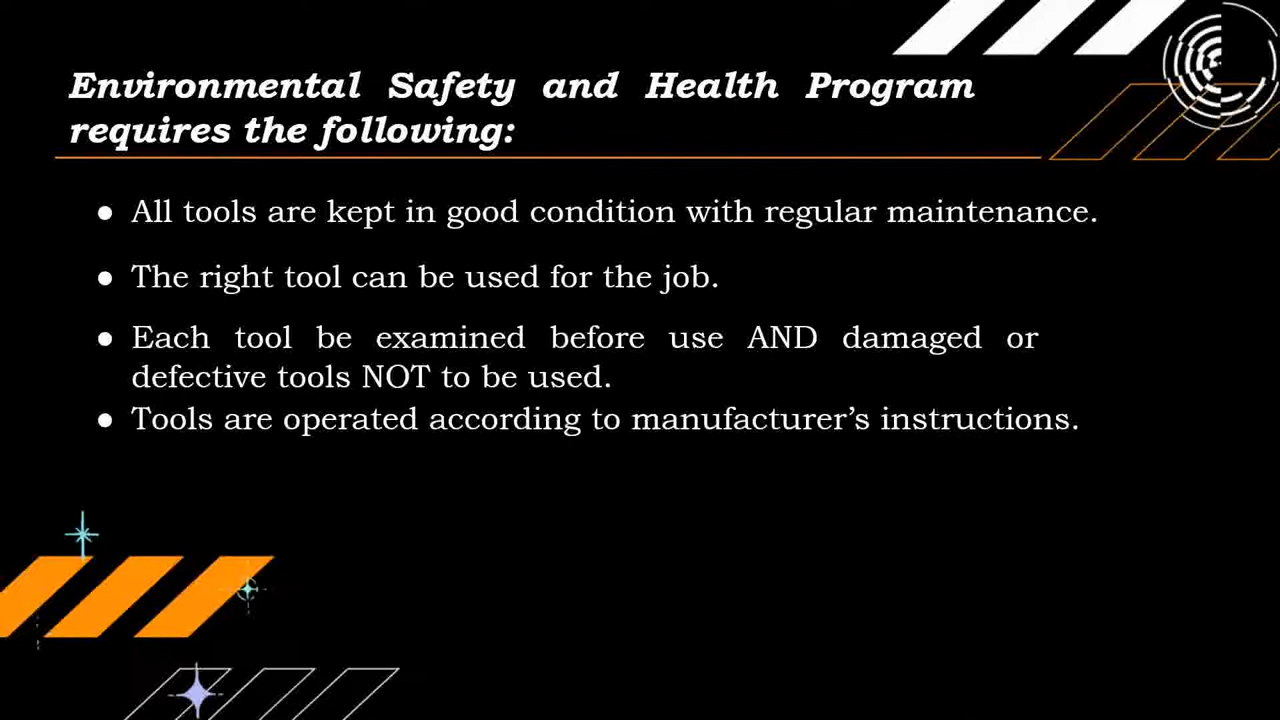 Environmental Safety and Health Program
requires the following:
● All tools are kept in good condition with regular maintenance.
● The right tool can be used for the job.
● Each tool be examined before use AND damaged or
defective tools NOT to be used.
● Tools are operated according to manufacturer’s instructions.